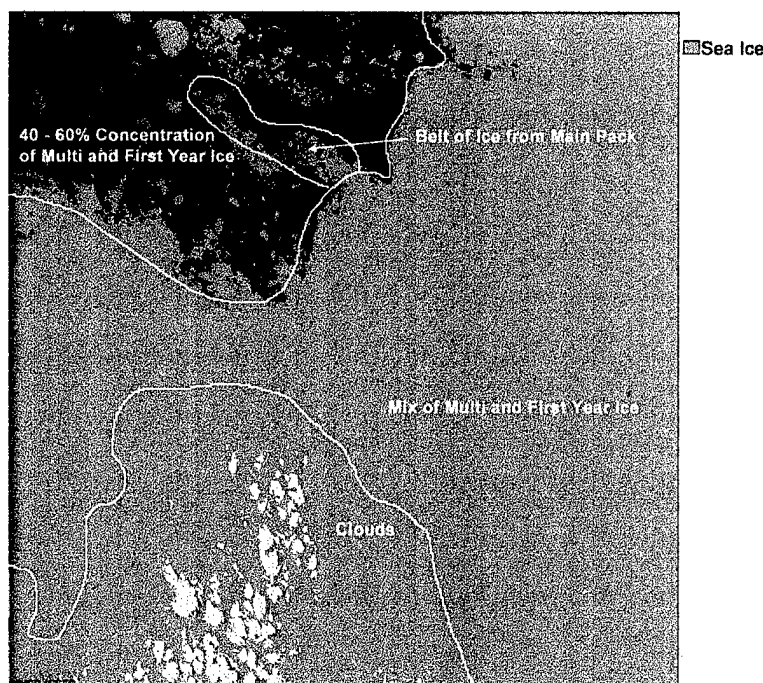 Sea Ice
40 - 60% Concentration
of Multi and First Year Ice
Belt of Ice from Main Pack
Mix of Multi and First Year Ice
Clouds